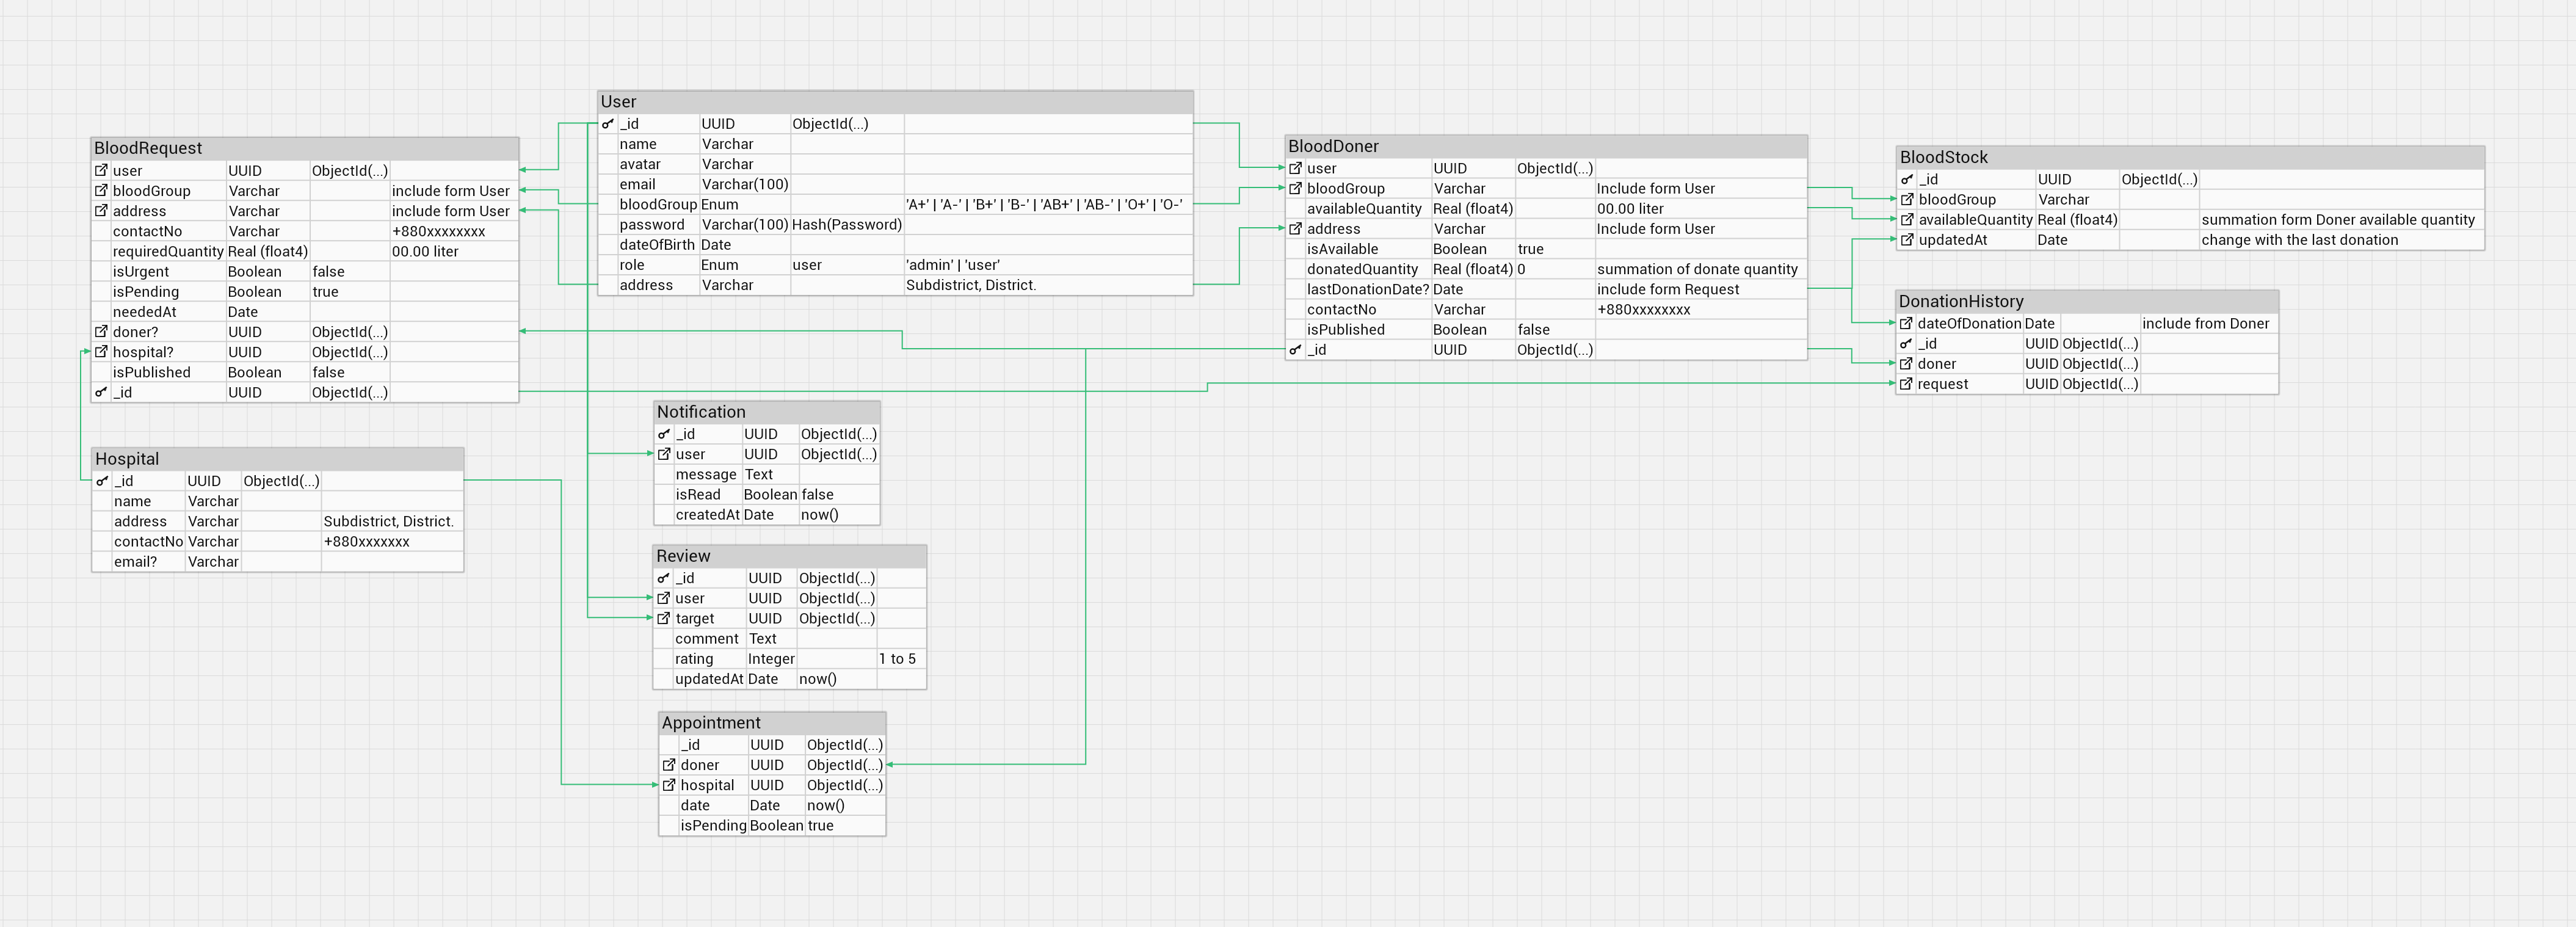 User
_id UUID ObjectId(...)
name Varchar
avatar Varchar
email Varchar(100)
bloodGroup Enum 'A+' | 'A-' | 'B+' | 'B-' | 'AB+' | 'AB-' | 'O+' | 'O-'
password Varchar(100) Hash(Password)
dateOfBirth Date
role Enum user 'admin' | 'user'
address Varchar Subdistrict, District.
BloodRequest
user UUID ObjectId(...)
bloodGroup Varchar include form User
address Varchar include form User
contactNo Varchar +880xxxxxxxx
requiredQuantity Real (float4) 00.00 liter
isUrgent Boolean false
isPending Boolean true
neededAt Date
doner? UUID ObjectId(...)
hospital? UUID ObjectId(...)
isPublished Boolean false
_id UUID ObjectId(...)
BloodDoner
user UUID ObjectId(...)
bloodGroup Varchar Include form User
availableQuantity Real (float4) 00.00 liter
address Varchar Include form User
isAvailable Boolean true
donatedQuantity Real (float4) 0 summation of donate quantity
lastDonationDate? Date include form Request
contactNo Varchar +880xxxxxxxx
isPublished Boolean false
_id UUID ObjectId(...)
BloodStock
_id UUID ObjectId(...)
bloodGroup Varchar
availableQuantity Real (float4) summation form Doner available quantity
updatedAt Date change with the last donation
DonationHistory
dateOfDonation Date include from Doner
_id UUID ObjectId(...)
doner UUID ObjectId(...)
request UUID ObjectId(...)
Notification
_id UUID ObjectId(...)
user UUID ObjectId(...)
message Text
isRead Boolean false
createdAt Date now()
Hospital
_id UUID ObjectId(...)
name Varchar
address Varchar Subdistrict, District.
contactNo Varchar +880xxxxxxx
email? Varchar
Review
_id UUID ObjectId(...)
user UUID ObjectId(...)
target UUID ObjectId(...)
comment Text
rating Integer 1 to 5
updatedAt Date now()
Appointment
_id UUID ObjectId(...)
doner UUID ObjectId(...)
hospital UUID ObjectId(...)
date Date now()
isPending Boolean true